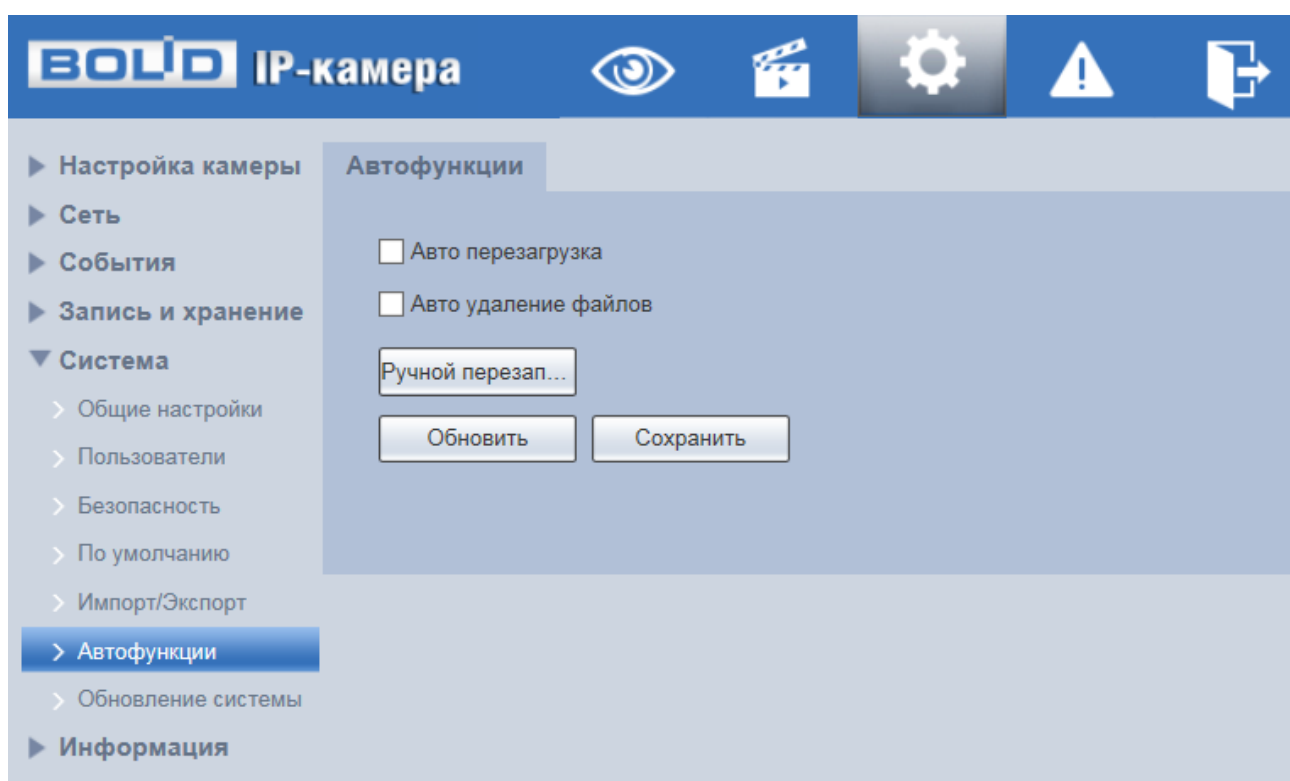 BOLID IP-камера
Настройка камеры
Сеть
События
Запись и хранение
Система
Общие настройки
Пользователи
Безопасность
По умолчанию
Импорт/Экспорт
Автофункции
Обновление системы
Информация
Автофункции
Авто перезагрузка
Авто удаление файлов
Ручной перезап...
Обновить Сохранить